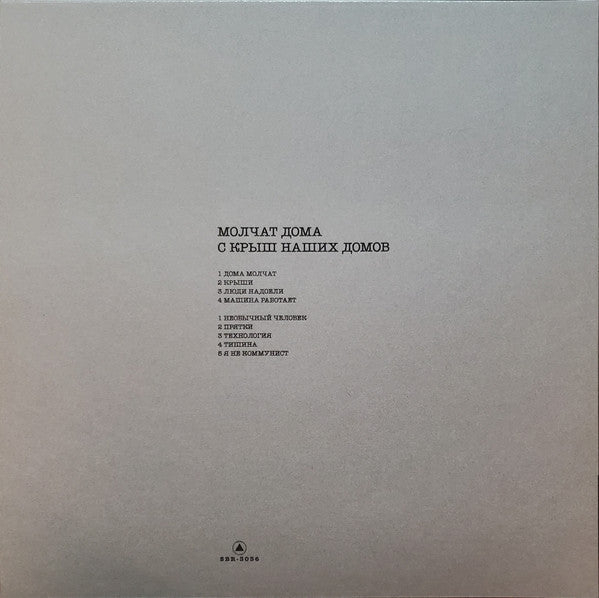 МОЛЧАТ ДОМА
С КРЫШ НАШИХ ДОМОВ
1 ДОМА МОЛЧАТ
2 КРЫШИ
3 ЛЮДИ НАДОЕЛИ
4 МАШИНА РАБОТАЕТ
1 НЕОБЫЧНЫЙ ЧЕЛОВЕК
2 ПРЯТКИ
3 ТЕХНОЛОГИЯ
4 ТИШИНА
5 Я НЕ КОММУНИСТ
SBR-3036